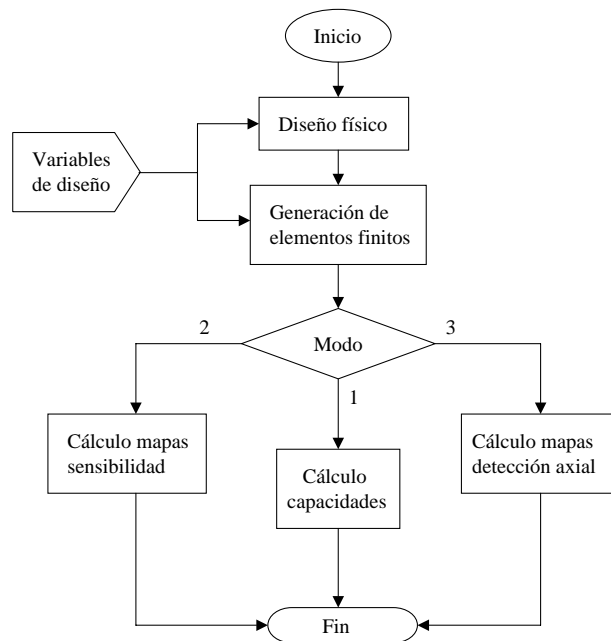 Inicio
Diseño físico
Variables
de diseño
Generación de
elementos finitos
2
3
Modo
1
Cálculo mapas
sensibilidad
Cálculo
capacidades
Cálculo mapas
detección axial
Fin